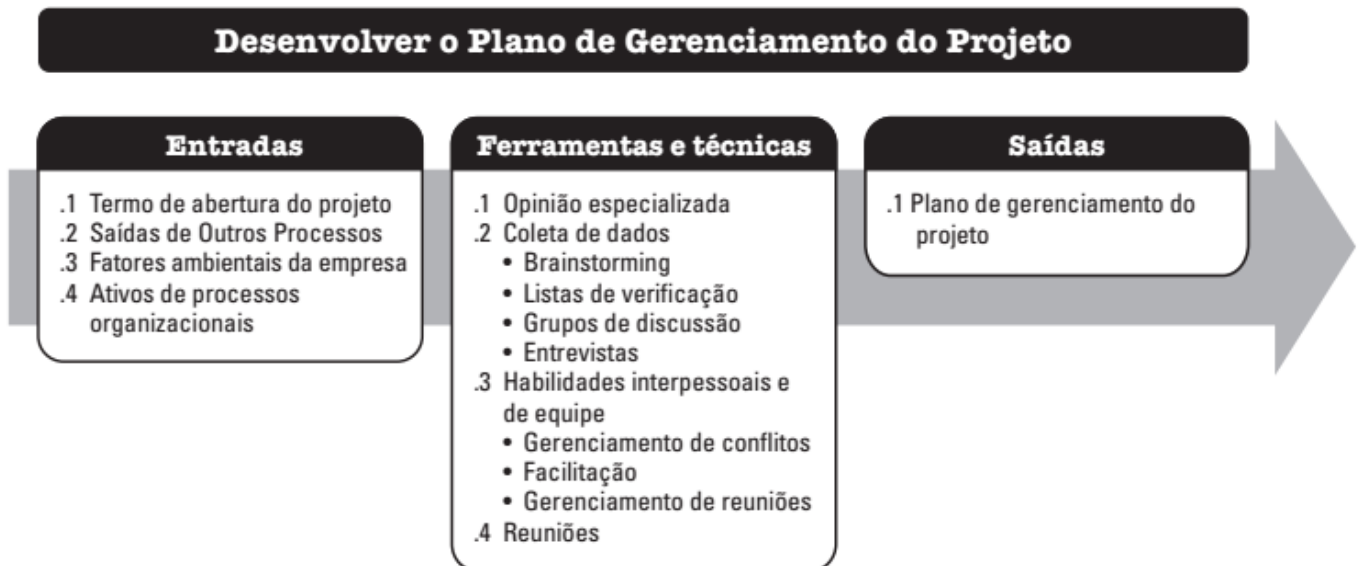 Desenvolver o Plano de Gerenciamento do Projeto
Entradas
.1 Termo de abertura do projeto
.2 Saídas de Outros Processos
.3 Fatores ambientais da empresa
.4 Ativos de processos
organizacionais
Ferramentas e técnicas
.1 Opinião especializada
.2 Coleta de dados
• Brainstorming
• Listas de verificação
• Grupos de discussão
• Entrevistas
.3 Habilidades interpessoais e
de equipe
• Gerenciamento de conflitos
• Facilitação
• Gerenciamento de reuniões
.4 Reuniões
Saídas
.1 Plano de gerenciamento do
projeto